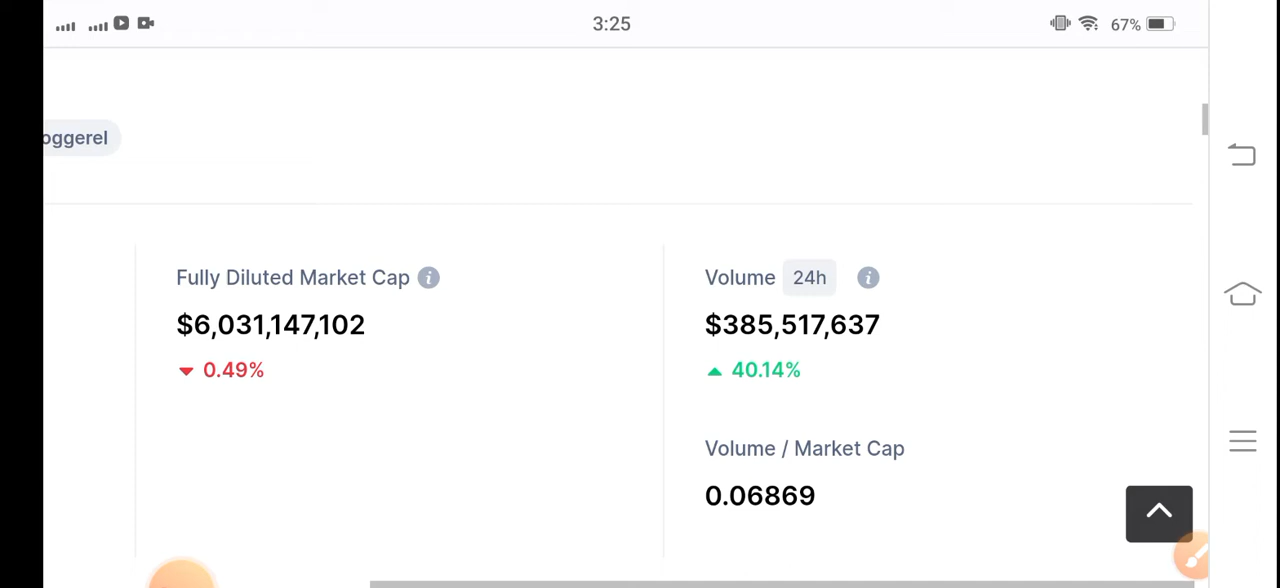 3:25
67%
oggerel
Fully Diluted Market Cap
$6,031,147,102
0.49%
Volume 24h
$385,517,637
40.14%
Volume / Market Cap
0.06869